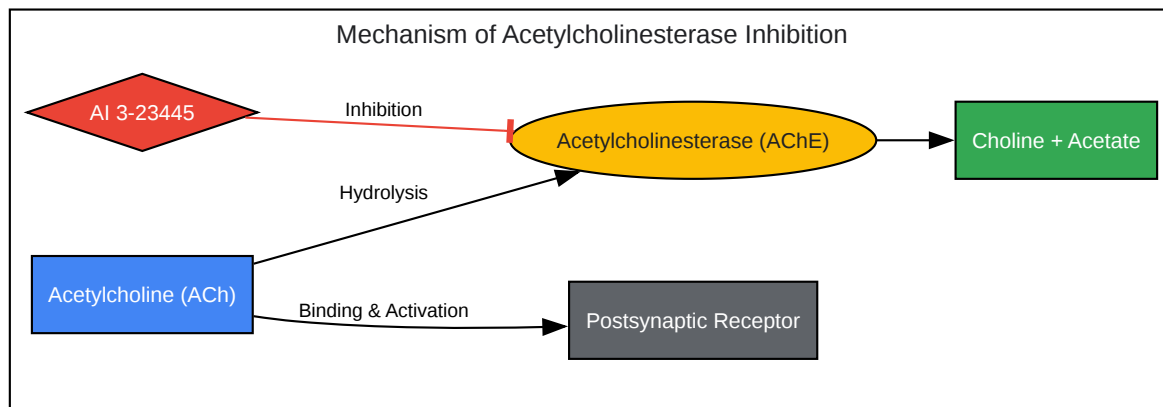 Mechanism of Acetylcholinesterase Inhibition
AI 3-23445
Inhibition
Acetylcholinesterase (AChE)
Choline + Acetate
Hydrolysis
Acetylcholine (ACh)
Binding & Activation
Postsynaptic Receptor